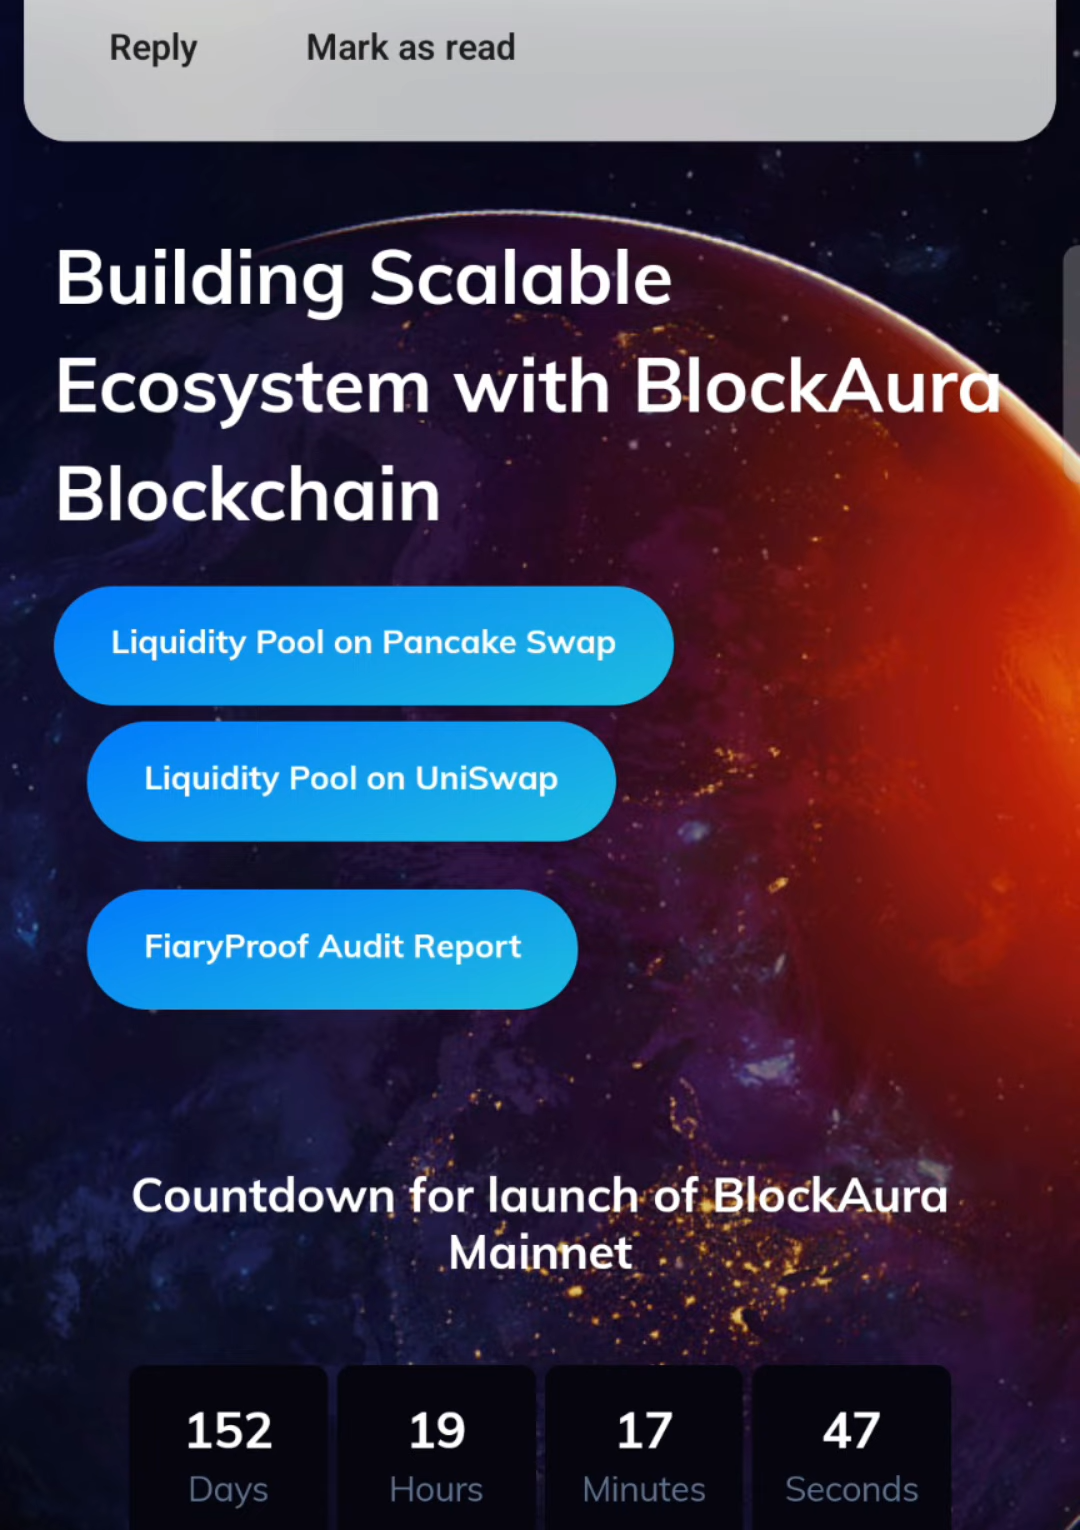 Reply Mark as read
Building Scalable
Ecosystem with BlockAura
Blockchain
Liquidity Pool on Pancake Swap
Liquidity Pool on UniSwap
FiaryProof Audit Report
Countdown for launch of BlockAura
Mainnet
152 19 17 47
Days Hours Minutes Seconds